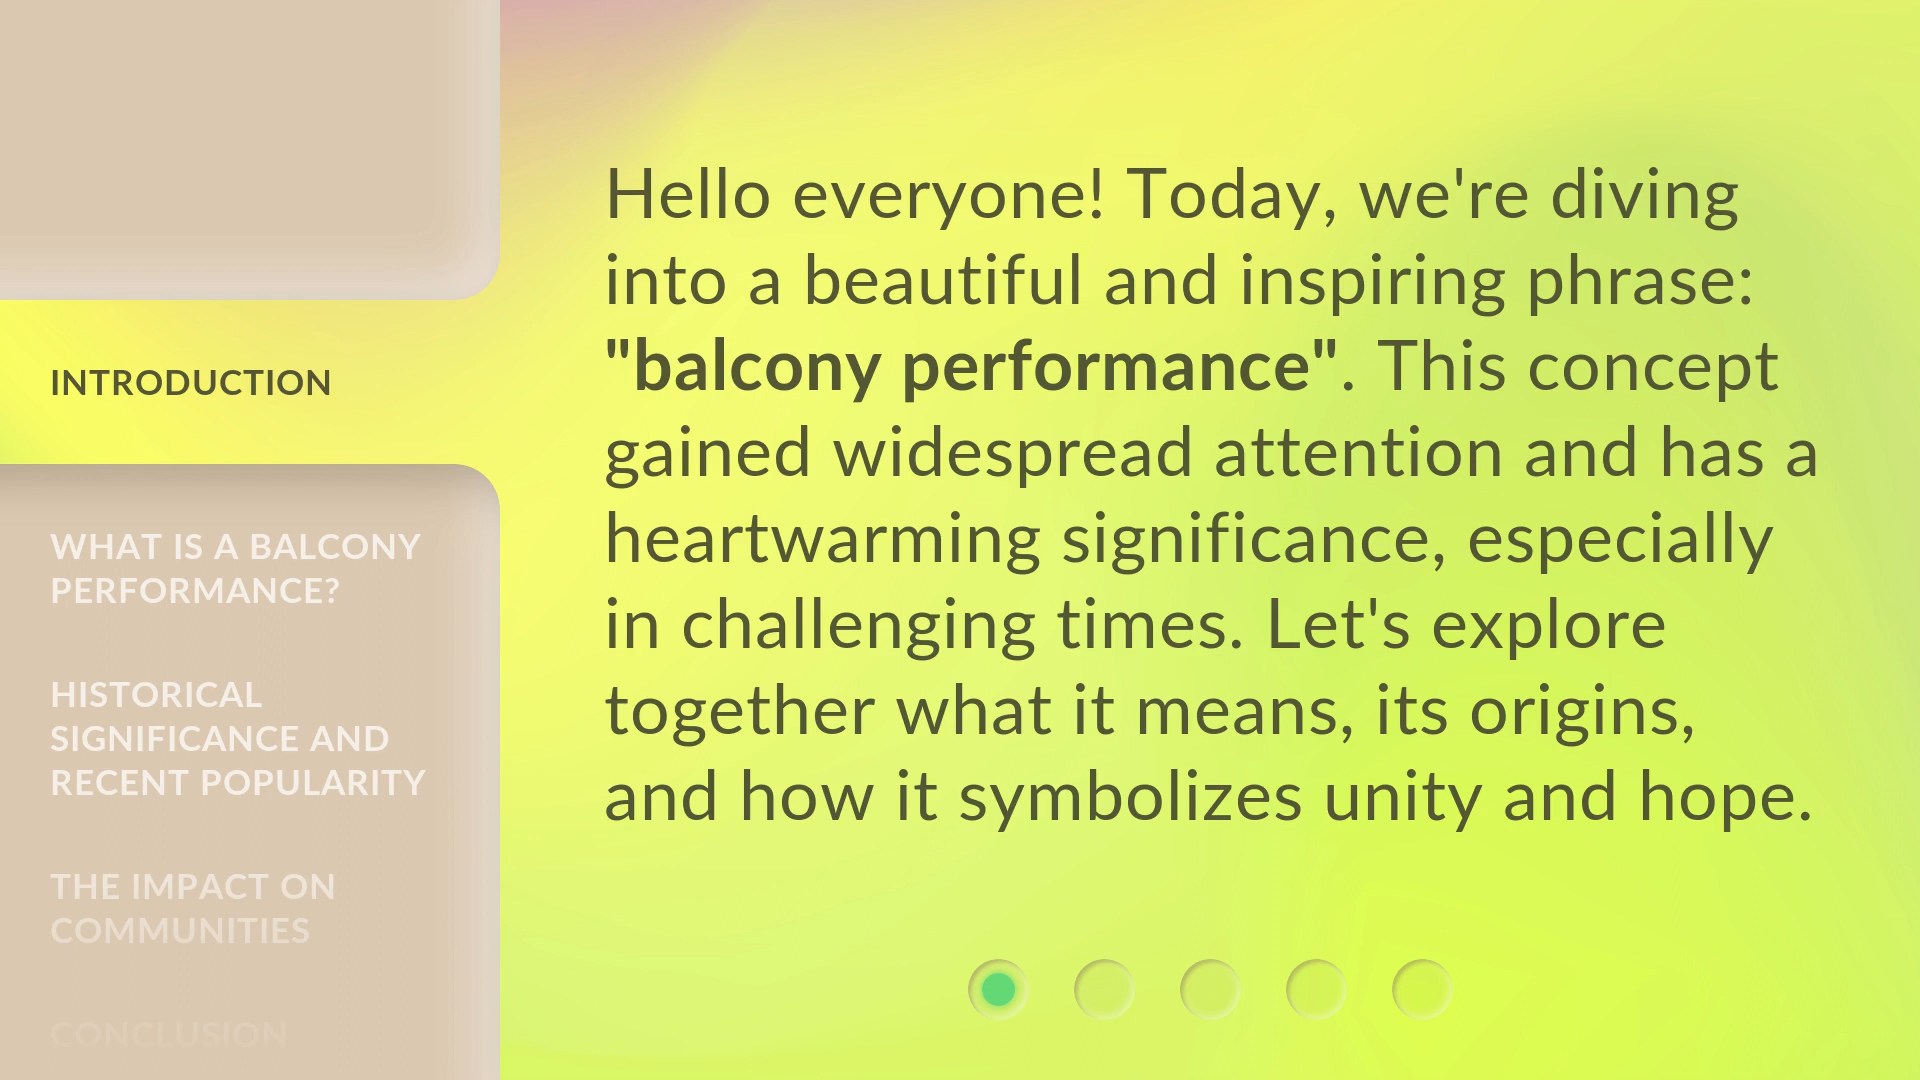 INTRODUCTION
WHAT IS A BALCONY
PERFORMANCE?
HISTORICAL
SIGNIFICANCE AND
RECENT POPULARITY
THE IMPACT ON
COMMUNITIES
CONCLUSION
Hello everyone! Today, we're diving
into a beautiful and inspiring phrase:
"balcony performance". This concept
gained widespread attention and has a
heartwarming significance, especially
in challenging times. Let's explore
together what it means, its origins,
and how it symbolizes unity and hope.